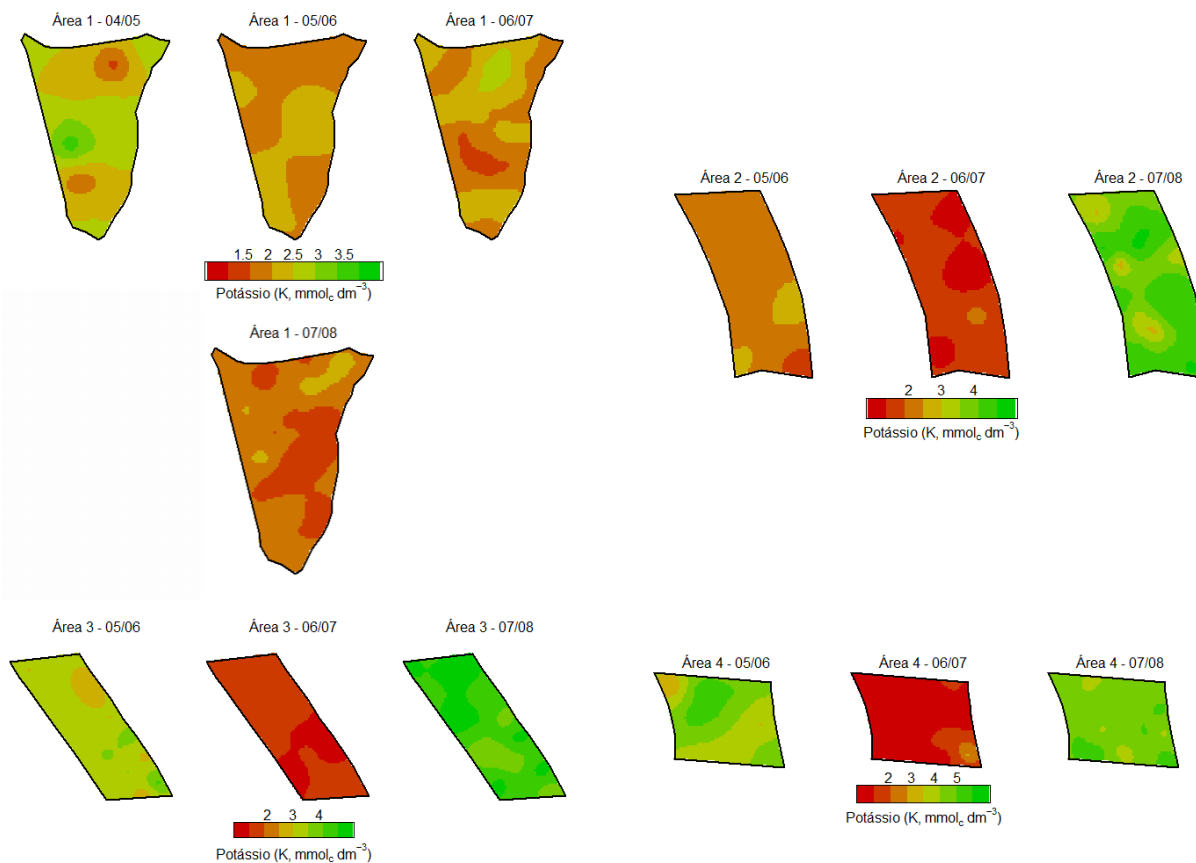 Área 1 - 04/05
Área 1 - 05/06
Área 1 - 06/07
1.5 2 2.5 3 3.5
Potássio (K, mmol_c dm⁻³)
Área 1 - 07/08
Área 2 - 05/06
Área 2 - 06/07
Área 2 - 07/08
2 3 4
Potássio (K, mmol_c dm⁻³)
Área 3 - 05/06
Área 3 - 06/07
Área 3 - 07/08
2 3 4
Potássio (K, mmol_c dm⁻³)
Área 4 - 05/06
Área 4 - 06/07
Área 4 - 07/08
2 3 4 5
Potássio (K, mmol_c dm⁻³)